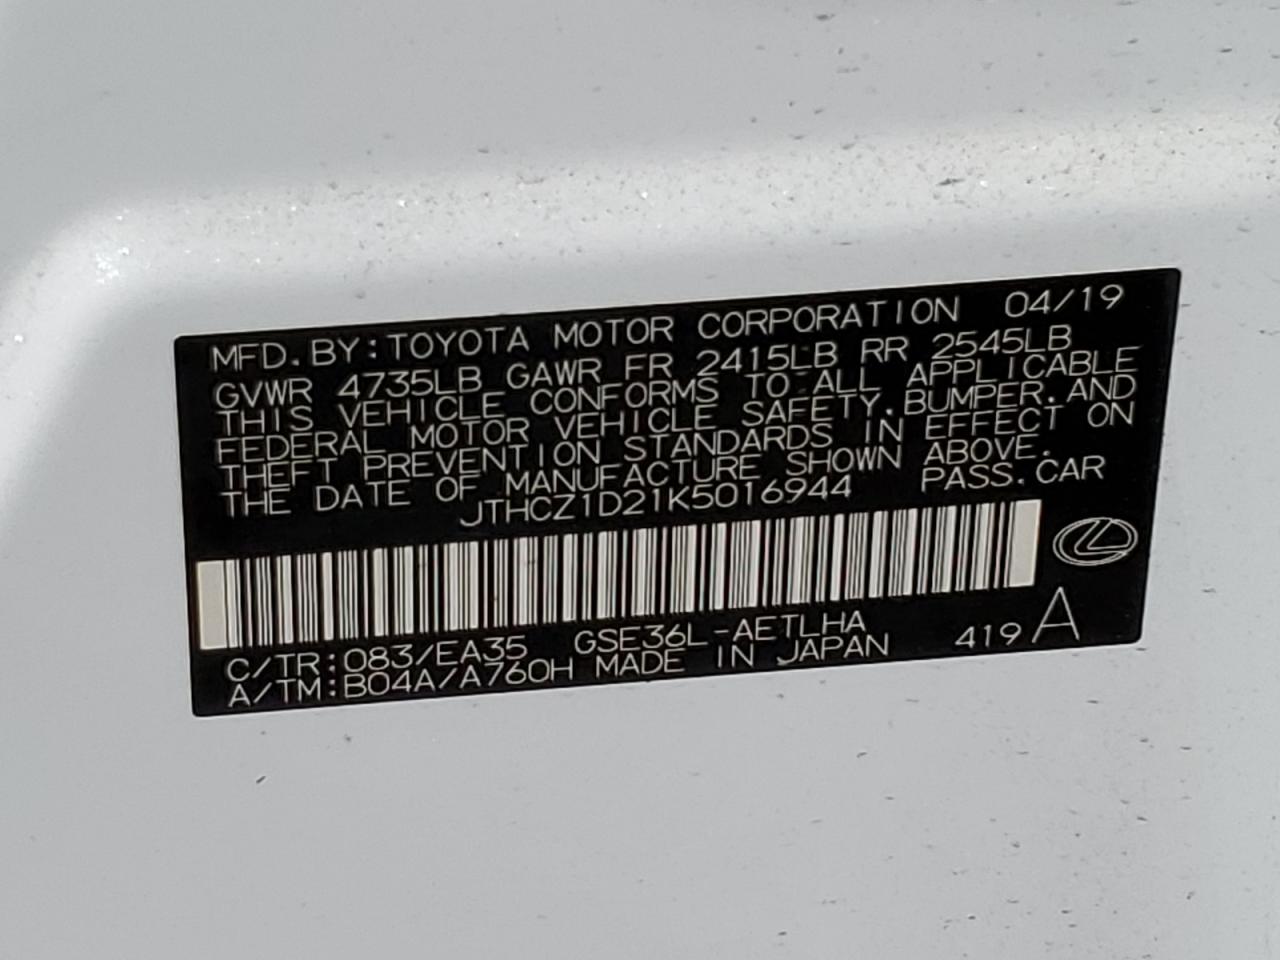 MFD.BY:TOYOTA MOTOR CORPORATION 04/19
GVWR 4735LB GAWR FR 2415LB RR 2545LB
THIS VEHICLE CONFORMS TO ALL APPLICABLE
FEDERAL MOTOR VEHICLE SAFETY,BUMPER,AND
THEFT PREVENTION STANDARDS IN EFFECT ON
THE DATE OF MANUFACTURE SHOWN ABOVE.
JTHCZ1D21K5016944 PASS.CAR
C/TR:083/EA35 GSE36L-AETLHA
A/TM:B04A/A760H MADE IN JAPAN 419 A